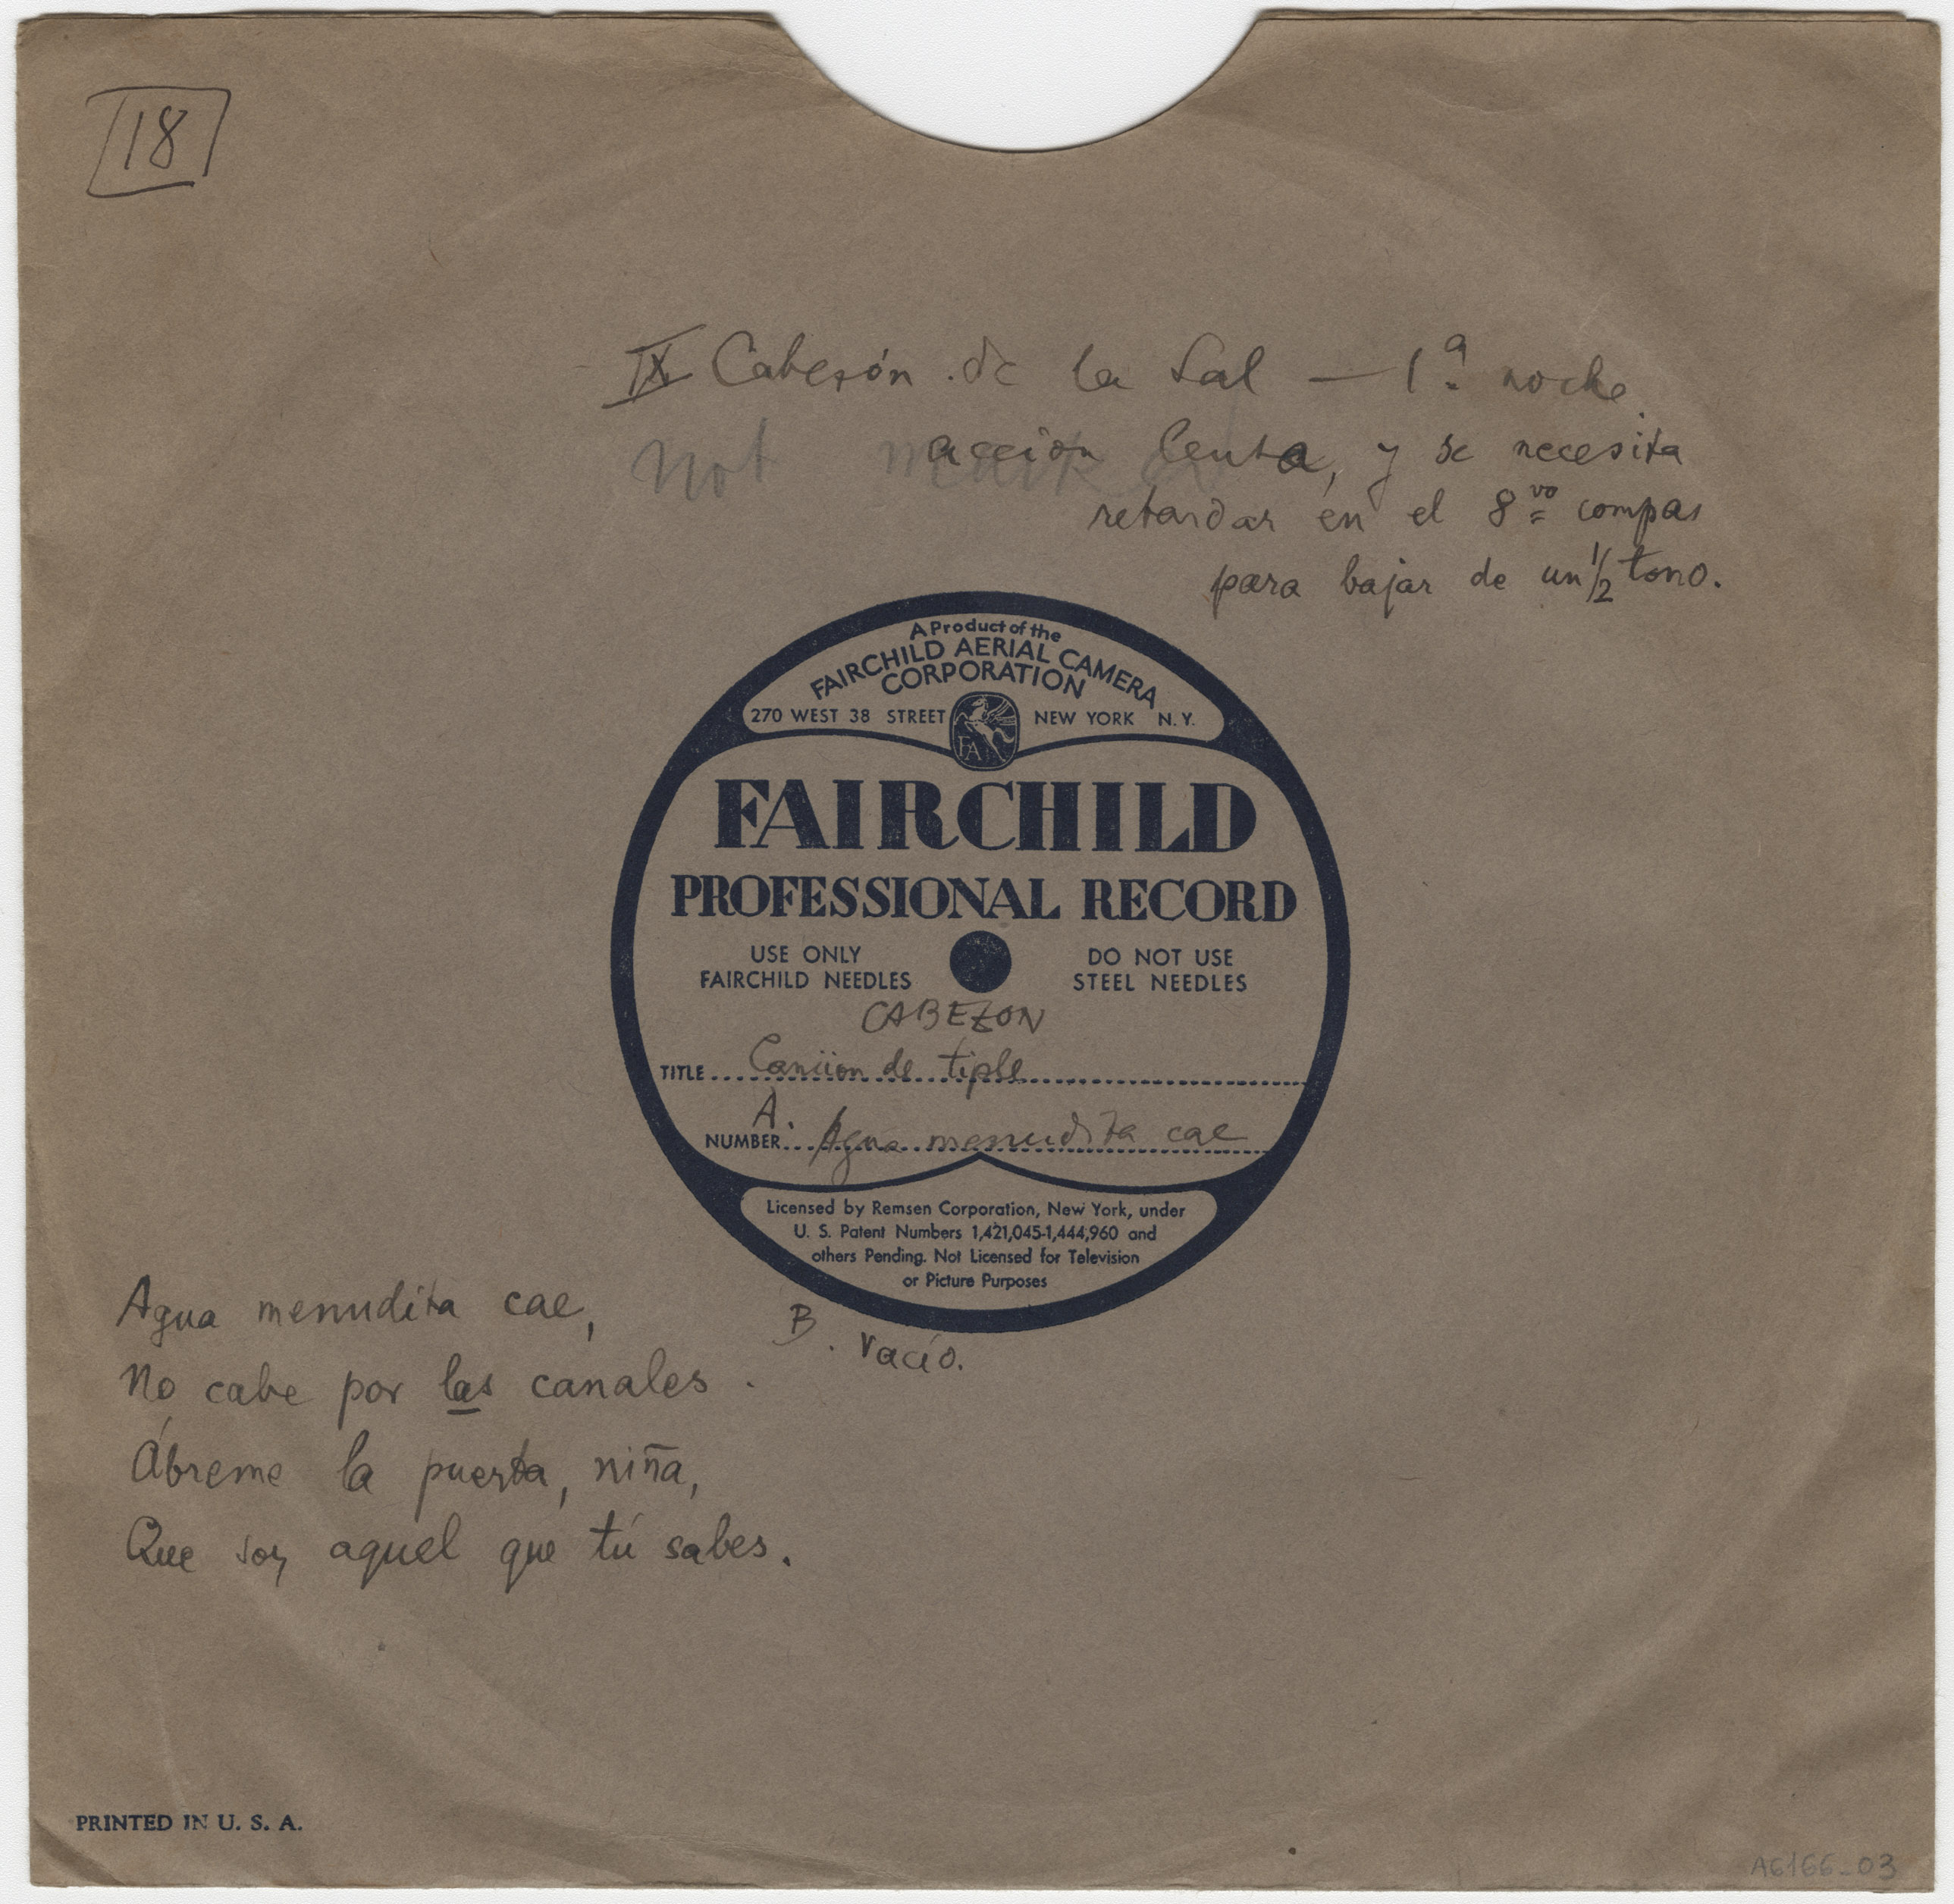 18
IX Cabezón de la Sal — 1ª noche
not
accion lenta, y se necesita
retardar en el 8vo compas
para bajar de un 1/2 tono.
A Product of the
FAIRCHILD AERIAL CAMERA
CORPORATION
270 WEST 38 STREET NEW YORK N.Y.
FA
FAIRCHILD
PROFESSIONAL RECORD
USE ONLY DO NOT USE
FAIRCHILD NEEDLES STEEL NEEDLES
CABEZON
TITLE Cancion de tiple
A.
NUMBER Agua menudita cae
Licensed by Remsen Corporation, New York, under
U. S. Patent Numbers 1,421,045-1,444,960 and
others Pending. Not Licensed for Television
or Picture Purposes
B. Vacío.
Agua menudita cae,
No cabe por las canales.
Ábreme la puerta, niña,
Que soy aquel que tú sabes.
PRINTED IN U. S. A.
A6166_03